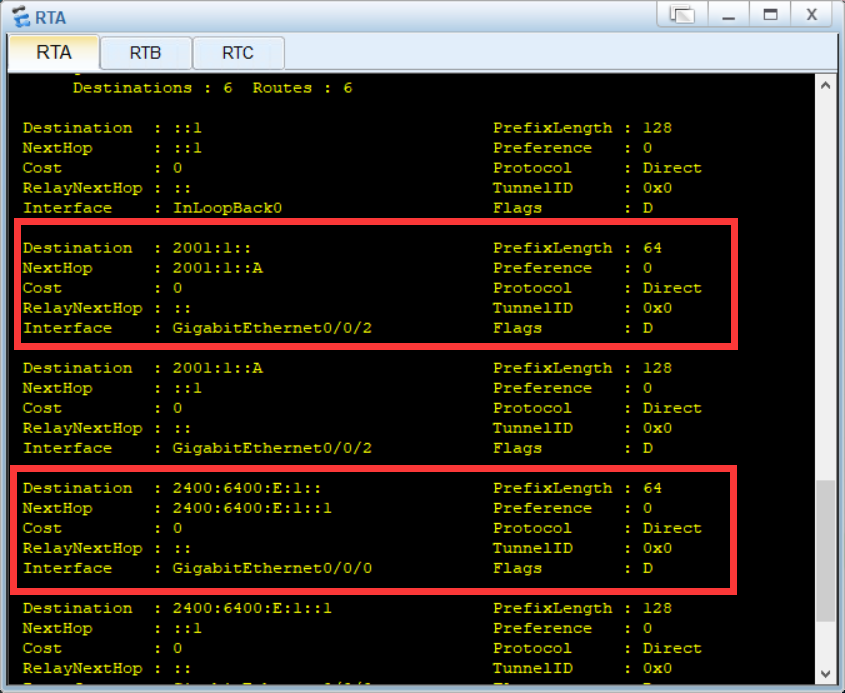 RTA
RTA RTB RTC
Destinations : 6 Routes : 6
Destination : ::1 PrefixLength : 128
NextHop : ::1 Preference : 0
Cost : 0 Protocol : Direct
RelayNextHop : :: TunnelID : 0x0
Interface : InLoopBack0 Flags : D
Destination : 2001:1:: PrefixLength : 64
NextHop : 2001:1::A Preference : 0
Cost : 0 Protocol : Direct
RelayNextHop : :: TunnelID : 0x0
Interface : GigabitEthernet0/0/2 Flags : D
Destination : 2001:1::A PrefixLength : 128
NextHop : ::1 Preference : 0
Cost : 0 Protocol : Direct
RelayNextHop : :: TunnelID : 0x0
Interface : GigabitEthernet0/0/2 Flags : D
Destination : 2400:6400:E:1:: PrefixLength : 64
NextHop : 2400:6400:E:1::1 Preference : 0
Cost : 0 Protocol : Direct
RelayNextHop : :: TunnelID : 0x0
Interface : GigabitEthernet0/0/0 Flags : D
Destination : 2400:6400:E:1::1 PrefixLength : 128
NextHop : ::1 Preference : 0
Cost : 0 Protocol : Direct
RelayNextHop : :: TunnelID : 0x0